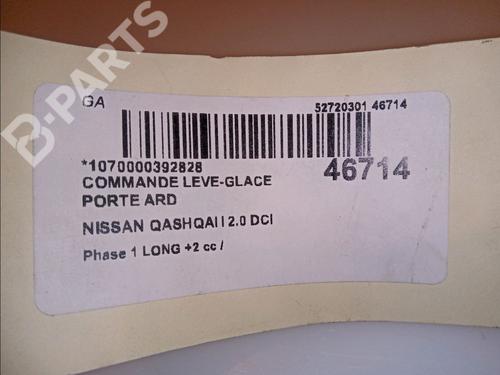 GA
52720301 46714
*1070000392828
46714
COMMANDE LEVE-GLACE
PORTE ARD
NISSAN QASHQAI I 2.0 DCI
Phase 1 LONG +2 cc /
B-PARTS